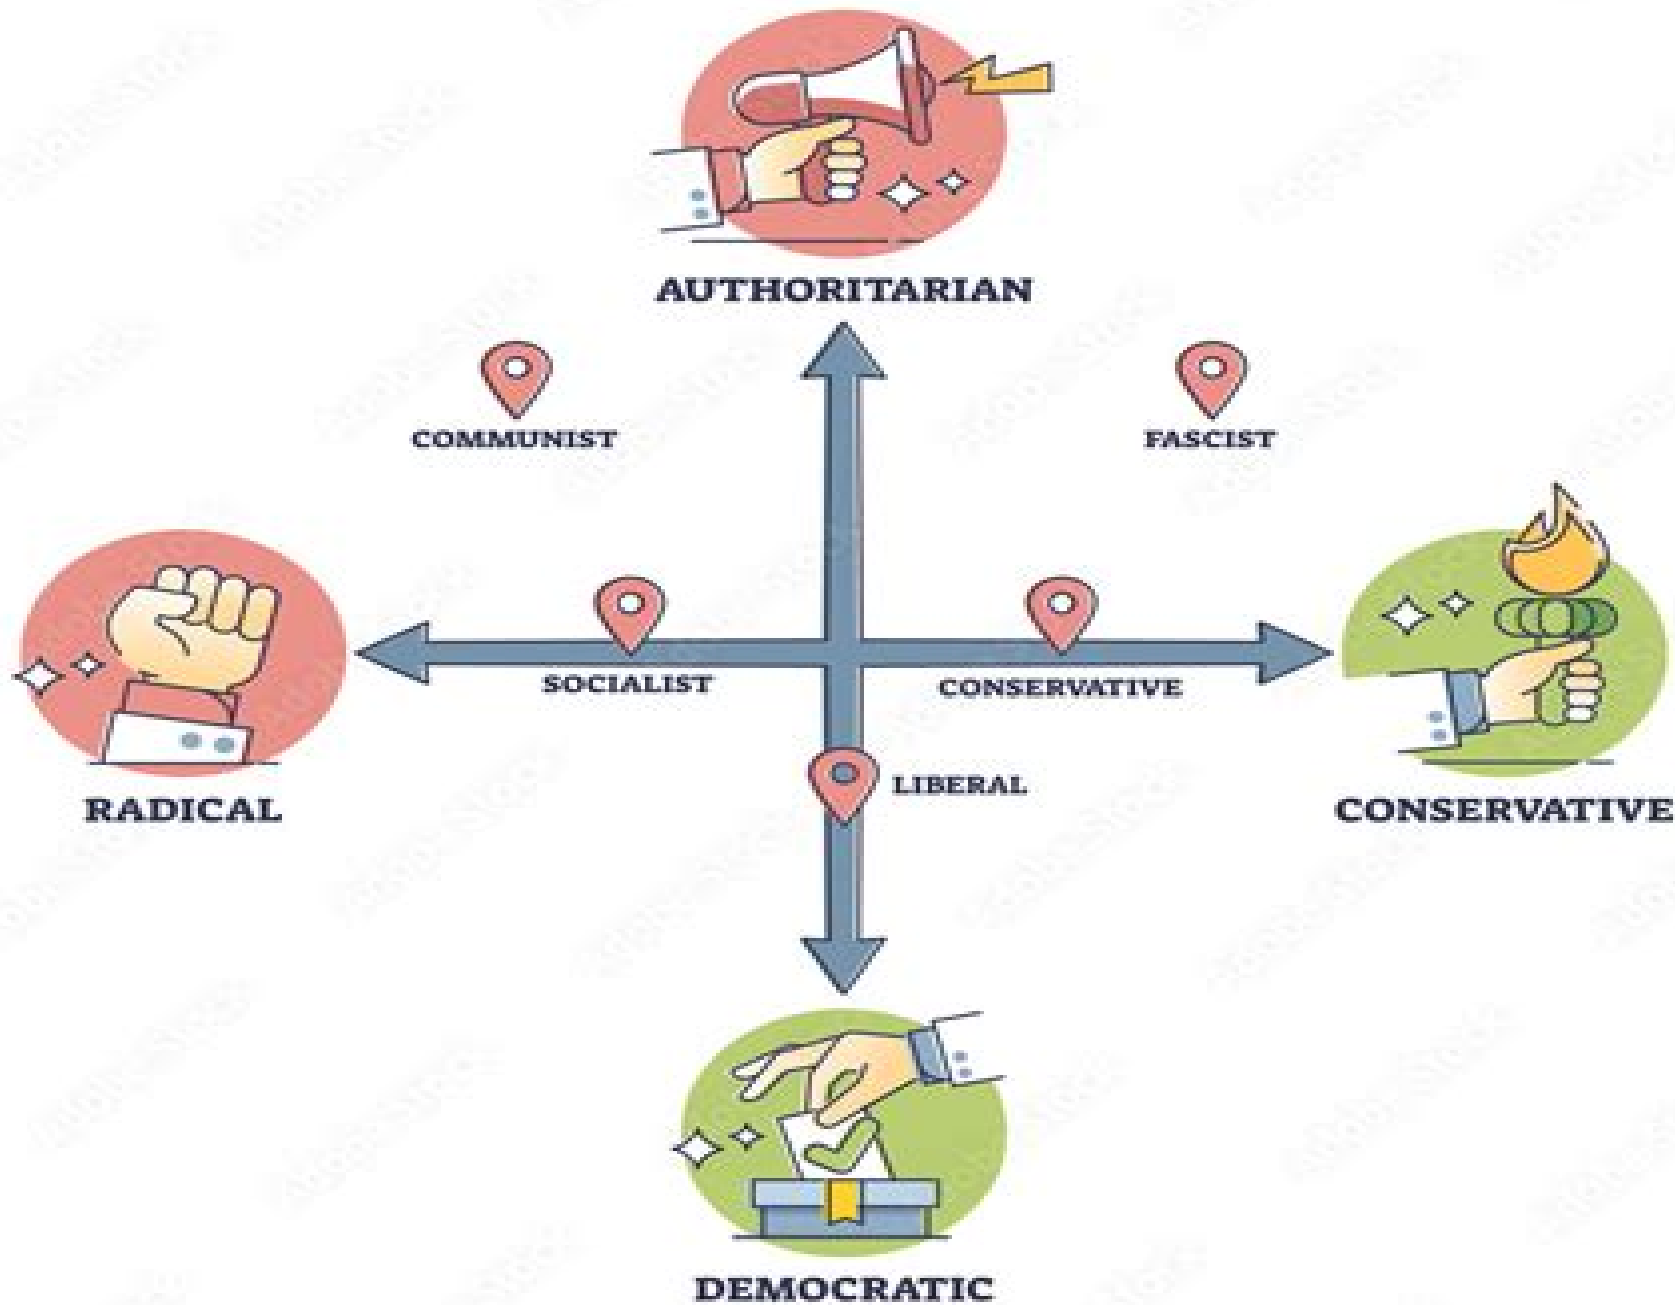 AUTHORITARIAN
COMMUNIST
FASCIST
SOCIALIST
CONSERVATIVE
LIBERAL
RADICAL
CONSERVATIVE
DEMOCRATIC